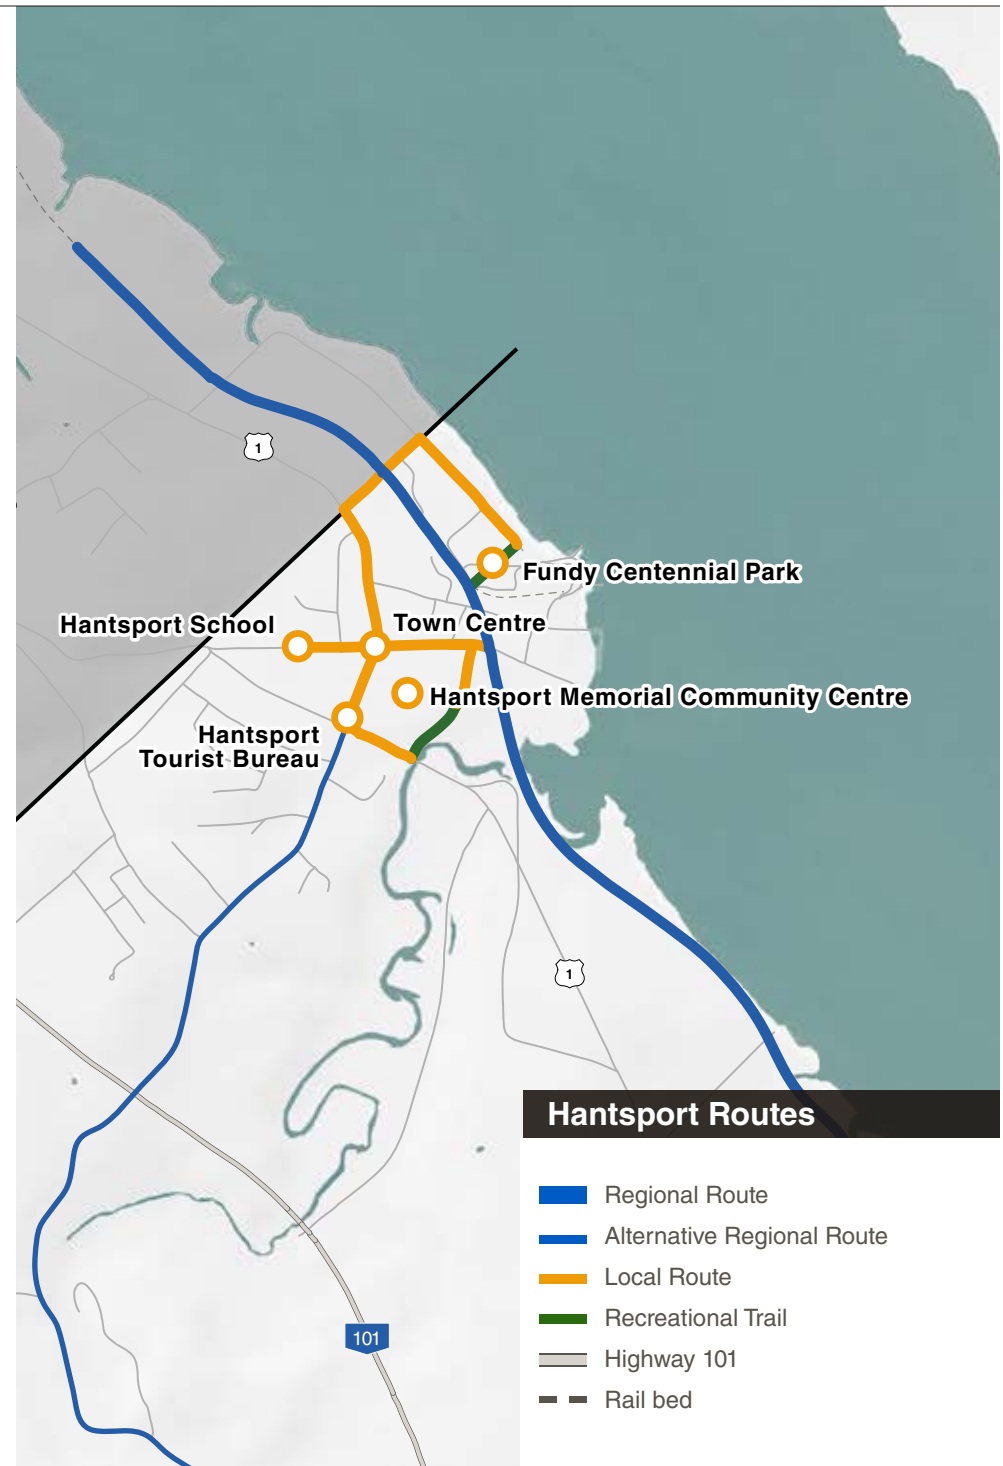 1
Fundy Centennial Park
Hantsport School
Town Centre
Hantsport Memorial Community Centre
Hantsport
Tourist Bureau
1
Hantsport Routes
Regional Route
Alternative Regional Route
Local Route
Recreational Trail
Highway 101
Rail bed
101